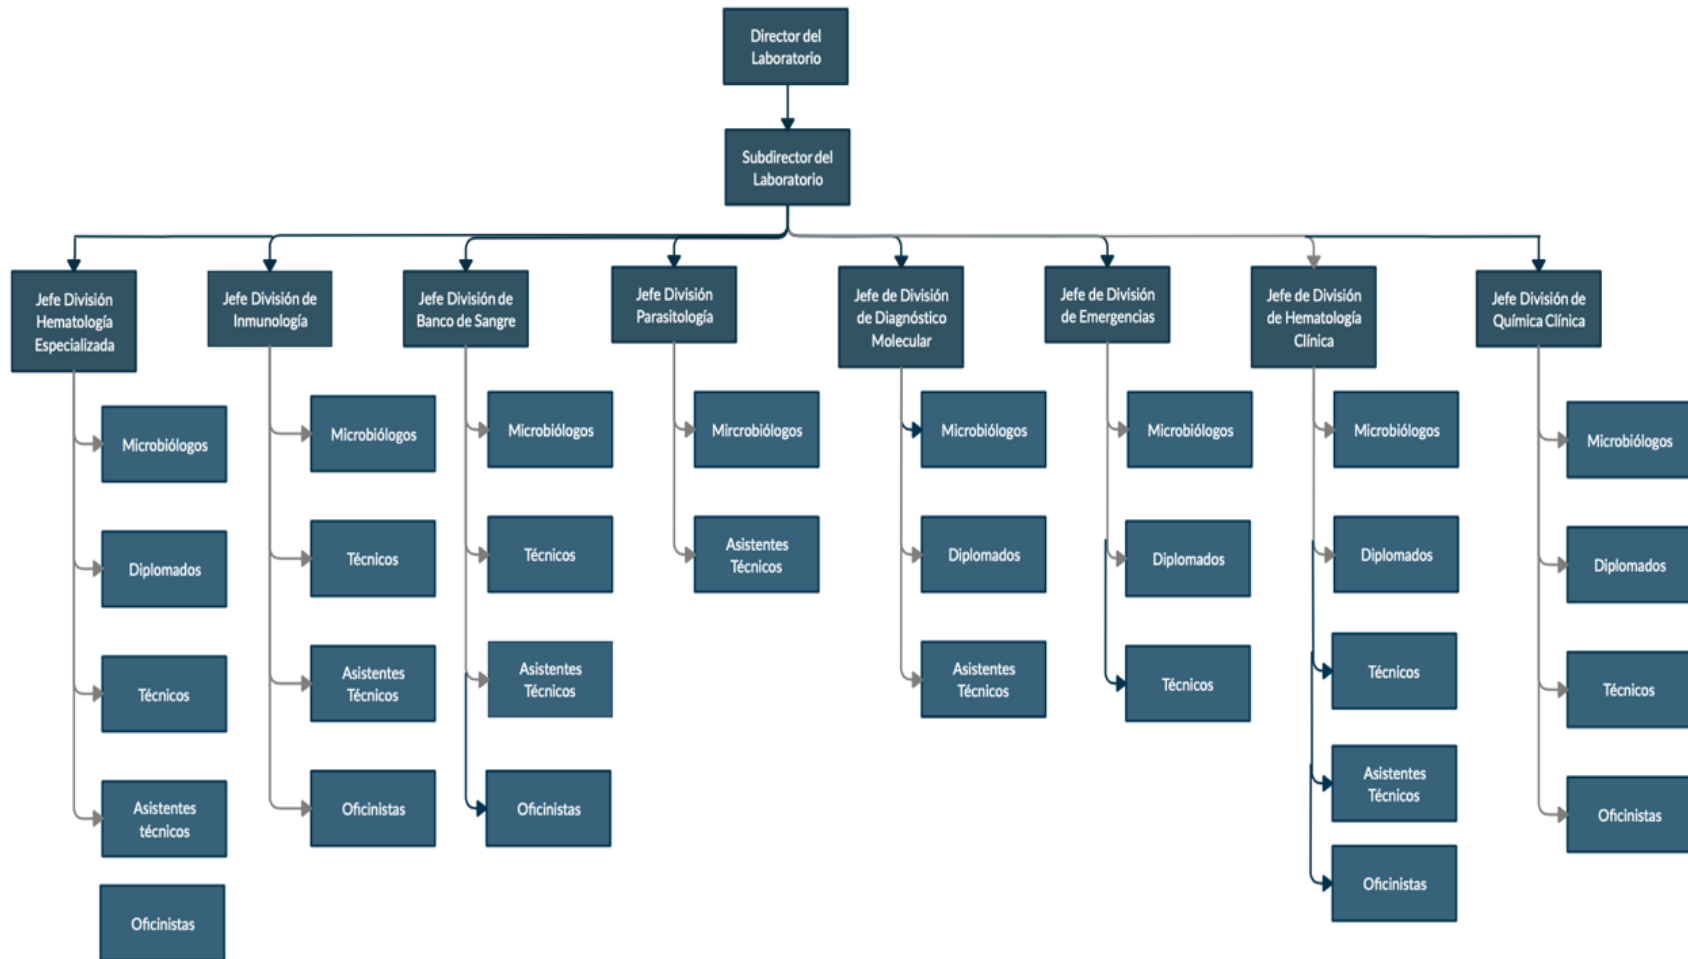 Director del
Laboratorio
Subdirector del
Laboratorio
Jefe División
Hematología
Especializada
Microbiólogos
Diplomados
Técnicos
Asistentes
técnicos
Oficinistas
Jefe División de
Inmunología
Microbiólogos
Técnicos
Asistentes
Técnicos
Oficinistas
Jefe División de
Banco de Sangre
Microbiólogos
Técnicos
Asistentes
Técnicos
Oficinistas
Jefe División
Parasitología
Mircrobiólogos
Asistentes
Técnicos
Jefe de División
de Diagnóstico
Molecular
Microbiólogos
Diplomados
Asistentes
Técnicos
Jefe de División
de Emergencias
Microbiólogos
Diplomados
Técnicos
Jefe de División
de Hematología
Clínica
Microbiólogos
Diplomados
Técnicos
Asistentes
Técnicos
Oficinistas
Jefe División de
Química Clínica
Microbiólogos
Diplomados
Técnicos
Oficinistas